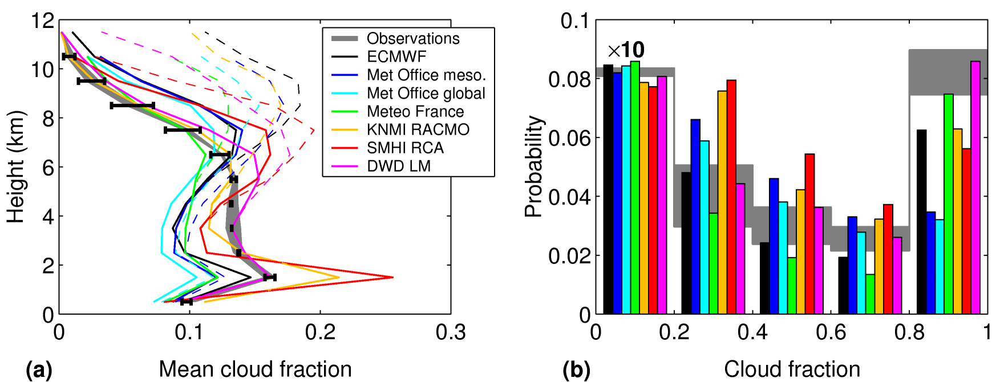 12
10
8
6
4
2
0
Height (km)
0 0.1 0.2 0.3
(a) Mean cloud fraction
Observations
ECMWF
Met Office meso.
Met Office global
Meteo France
KNMI RACMO
SMHI RCA
DWD LM
0.1
0.08
0.06
0.04
0.02
0
Probability
×10
0 0.2 0.4 0.6 0.8 1
(b) Cloud fraction